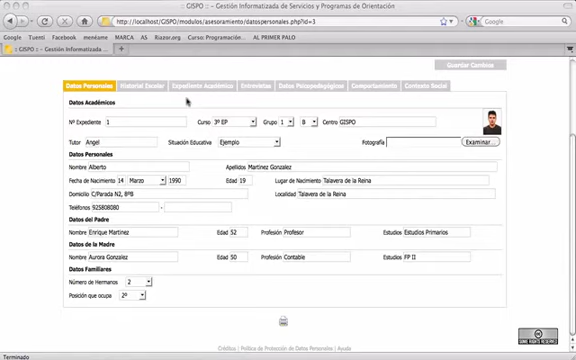 GISPO – Gestión Informatizada de Servicios y Programas de Orientación
http://localhost/GISPO/modulos/asesoramiento/datospersonales.php?id=3
Google
Google Tuenti Facebook menéame MARCA AS Riazor.org Curso: Programación... AL PRIMER PALO
:: GISPO :: – Gestión Informatizada...
Guardar Cambios
Datos Personales Historial Escolar Expediente Académico Entrevistas Datos Psicopedagógicos Comportamiento Contexto Social
Datos Académicos
Nº Expediente 1 Curso 3º EP Grupo 1 B Centro GISPO
Tutor Angel Situación Educativa Ejemplo Fotografía Examinar...
Datos Personales
Nombre Alberto Apellidos Martinez Gonzalez
Fecha de Nacimiento 14 Marzo 1990 Edad 19 Lugar de Nacimiento Talavera de la Reina
Domicilio C/Parada N2, 8ºB Localidad Talavera de la Reina
Teléfonos 925808080 -
Datos del Padre
Nombre Enrique Martinez Edad 52 Profesión Profesor Estudios Estudios Primarios
Datos de la Madre
Nombre Aurora Gonzalez Edad 50 Profesión Contable Estudios FP II
Datos Familiares
Número de Hermanos 2
Posición que ocupa 2º
Créditos | Política de Protección de Datos Personales | Ayuda
SOME RIGHTS RESERVED
Terminado